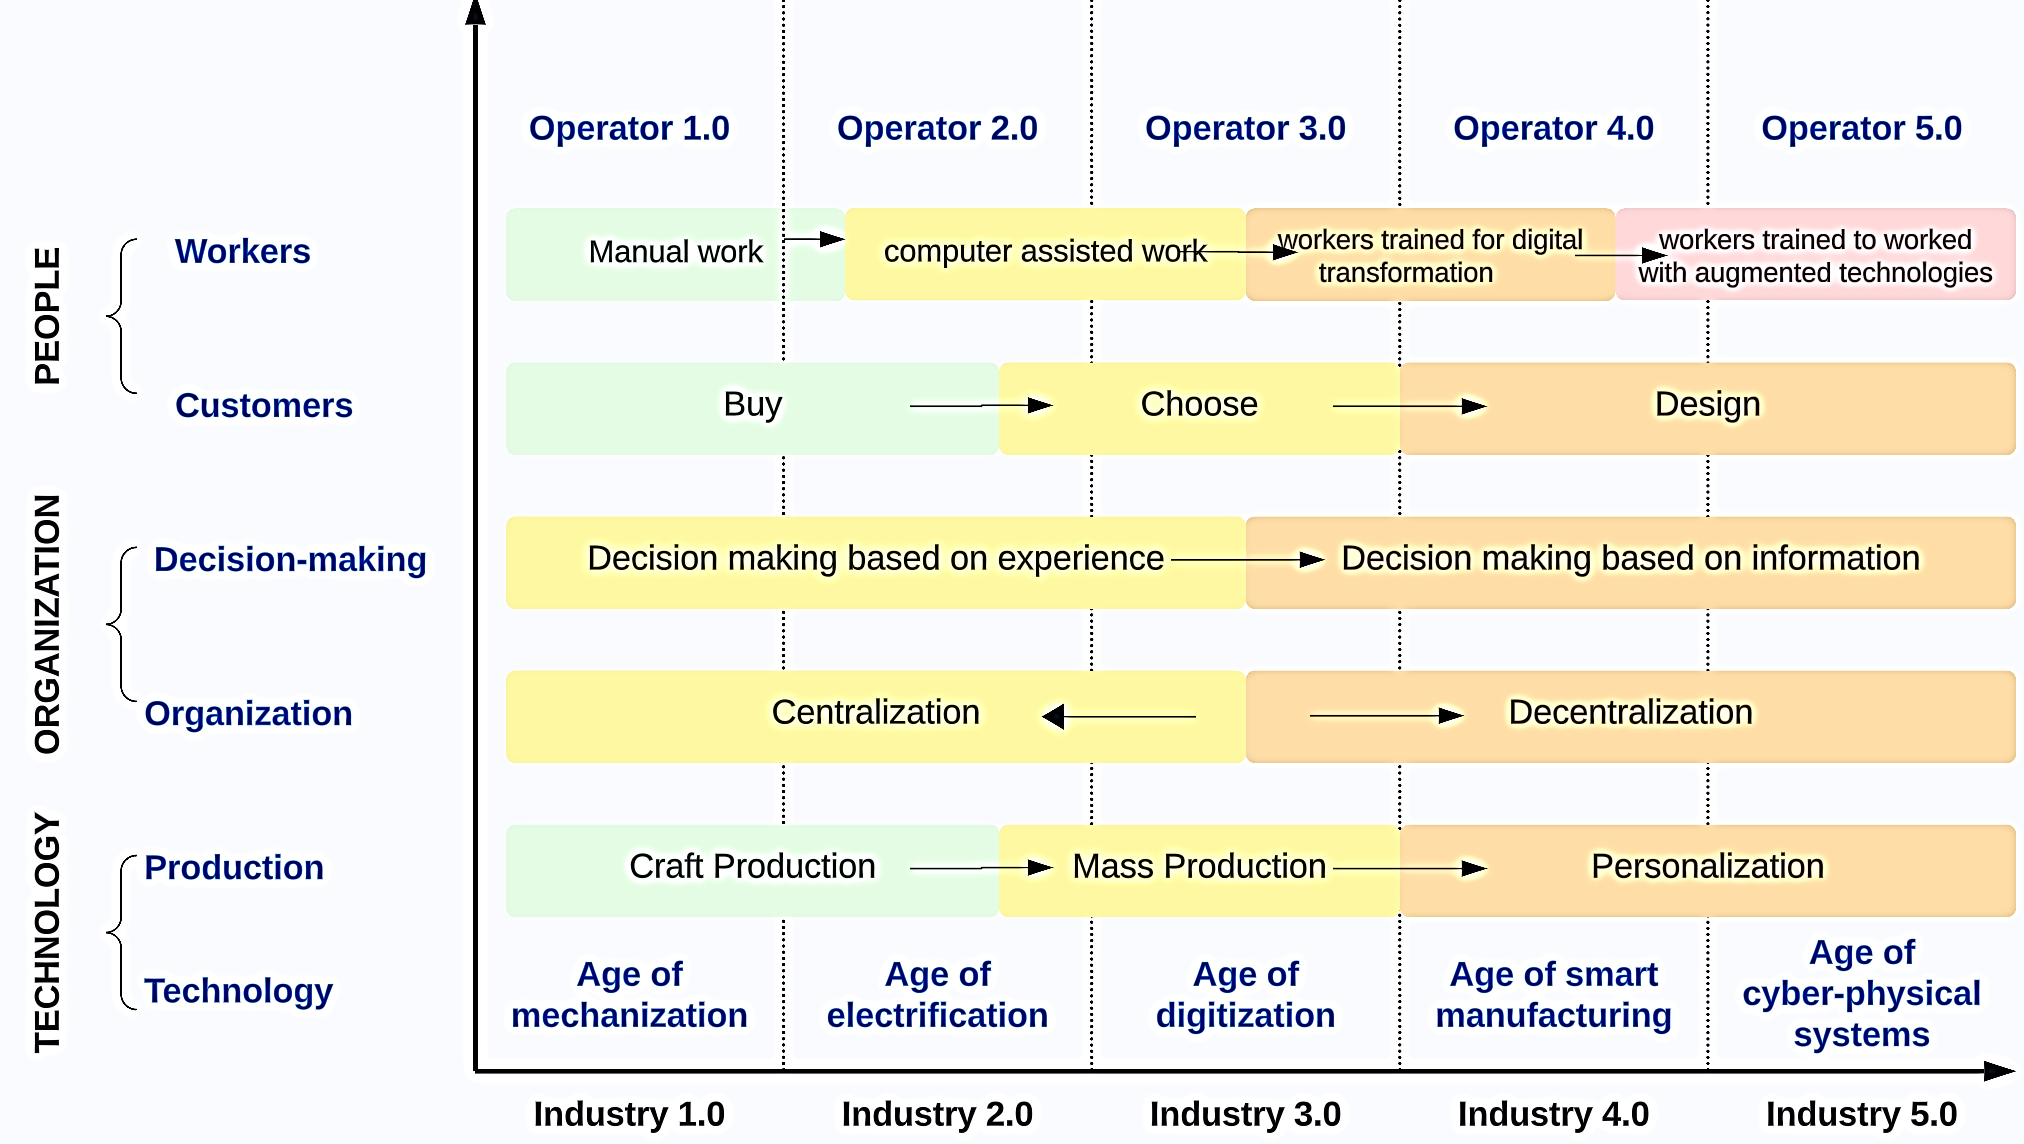 Operator 1.0
Operator 2.0
Operator 3.0
Operator 4.0
Operator 5.0
PEOPLE
Workers
Manual work
computer assisted work
workers trained for digital
transformation
workers trained to worked
with augmented technologies
Customers
Buy
Choose
Design
ORGANIZATION
Decision-making
Decision making based on experience
Decision making based on information
Organization
Centralization
Decentralization
TECHNOLOGY
Production
Craft Production
Mass Production
Personalization
Technology
Age of
mechanization
Age of
electrification
Age of
digitization
Age of smart
manufacturing
Age of
cyber-physical
systems
Industry 1.0
Industry 2.0
Industry 3.0
Industry 4.0
Industry 5.0